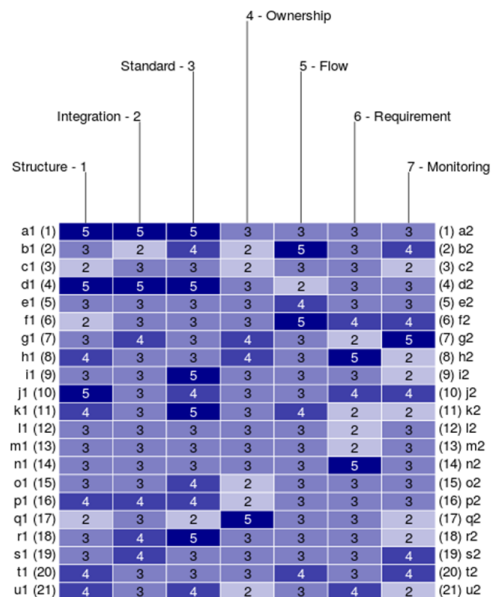 4 - Ownership
Standard - 3
5 - Flow
Integration - 2
6 - Requirement
Structure - 1
7 - Monitoring
a1 (1) 5 5 5 3 3 3 3 (1) a2
b1 (2) 3 2 4 2 5 3 4 (2) b2
c1 (3) 2 3 3 2 3 3 2 (3) c2
d1 (4) 5 5 5 3 2 3 3 (4) d2
e1 (5) 3 3 3 3 4 3 3 (5) e2
f1 (6) 2 3 3 3 5 4 4 (6) f2
g1 (7) 3 4 3 4 3 2 5 (7) g2
h1 (8) 4 3 3 4 3 5 2 (8) h2
i1 (9) 3 3 5 3 3 3 2 (9) i2
j1 (10) 5 3 4 3 3 4 4 (10) j2
k1 (11) 4 3 5 3 4 2 2 (11) k2
l1 (12) 3 3 3 3 3 2 3 (12) l2
m1 (13) 3 3 3 3 3 2 3 (13) m2
n1 (14) 3 3 3 3 3 5 3 (14) n2
o1 (15) 3 3 4 2 3 3 3 (15) o2
p1 (16) 4 4 4 2 3 3 3 (16) p2
q1 (17) 2 3 2 5 3 3 2 (17) q2
r1 (18) 3 4 5 3 3 3 2 (18) r2
s1 (19) 3 4 3 3 3 3 4 (19) s2
t1 (20) 4 3 3 3 4 3 4 (20) t2
u1 (21) 4 3 4 2 3 4 2 (21) u2